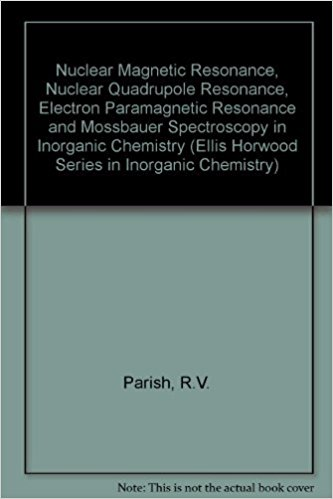 Nuclear Magnetic Resonance,
Nuclear Quadrupole Resonance,
Electron Paramagnetic Resonance
and Mossbauer Spectroscopy in
Inorganic Chemistry (Ellis Horwood
Series in Inorganic Chemistry)
Parish, R.V.
Note: This is not the actual book cover